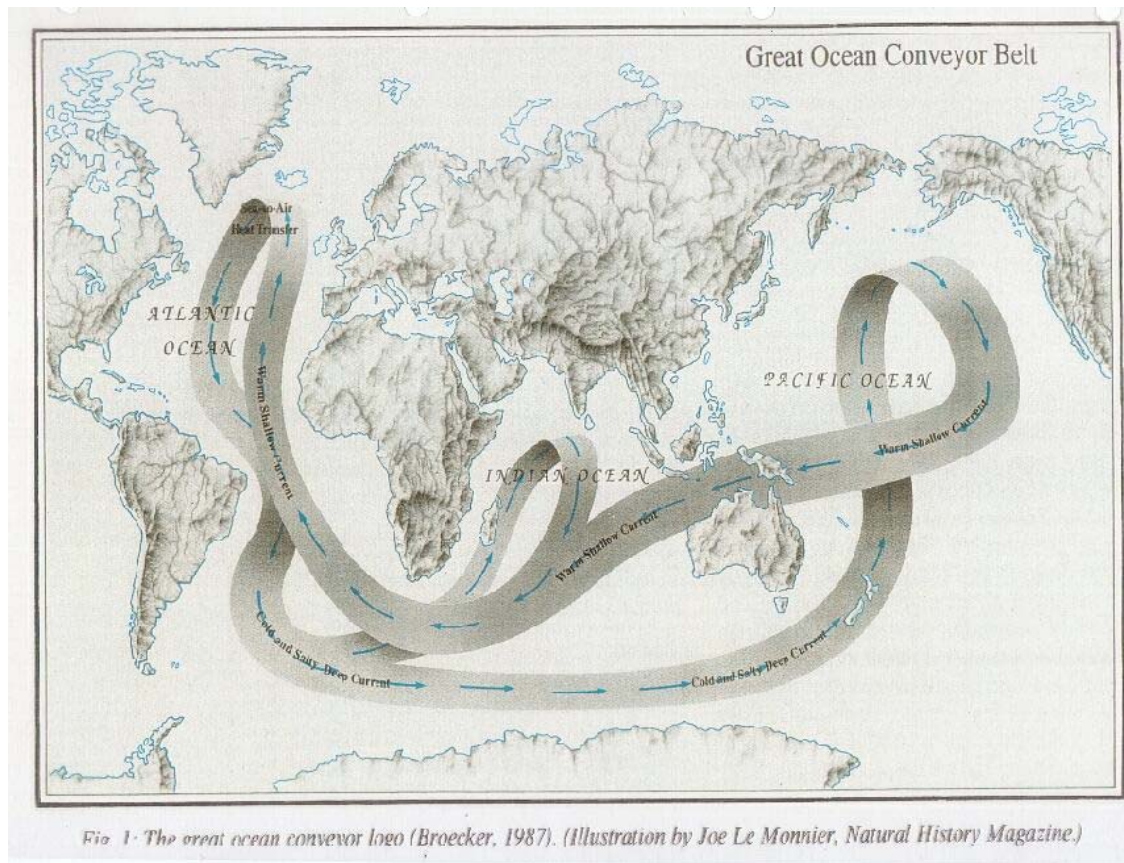 Great Ocean Conveyor Belt
Sea-to-Air
Heat Transfer
ATLANTIC
OCEAN
PACIFIC OCEAN
Warm Shallow Current
Warm Shallow Current
INDIAN OCEAN
Warm Shallow Current
Cold and Salty Deep Current
Cold and Salty Deep Current
Fig. 1: The great ocean conveyor logo (Broecker, 1987). (Illustration by Joe Le Monnier, Natural History Magazine.)